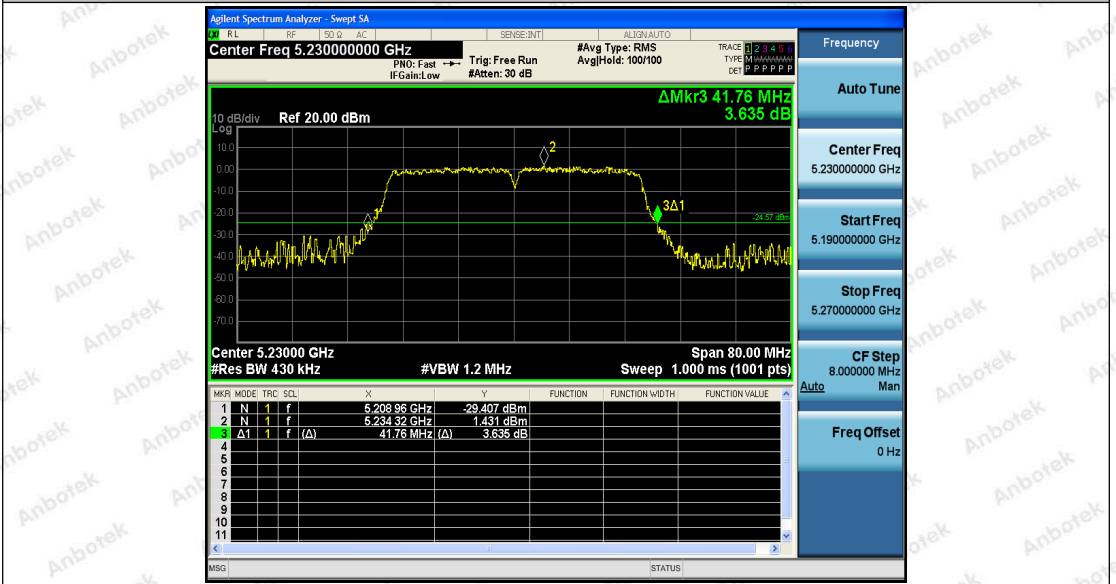 Agilent Spectrum Analyzer - Swept SA
RL RF 50 Ω AC SENSE:INT ALIGNAUTO
Center Freq 5.230000000 GHz
PNO: Fast
IFGain:Low
Trig: Free Run
#Atten: 30 dB
#Avg Type: RMS
Avg|Hold: 100/100
TRACE 1 2 3 4 5 6
TYPE M
DET P P P P P P
ΔMkr3 41.76 MHz
3.635 dB
10 dB/div Ref 20.00 dBm
Log
10.0
0.00
-10.0
-20.0
-30.0
-40.0
-50.0
-60.0
-70.0
1
2
3Δ1
-24.57 dBm
Center 5.23000 GHz Span 80.00 MHz
#Res BW 430 kHz #VBW 1.2 MHz Sweep 1.000 ms (1001 pts)
MKR MODE TRC SCL X Y FUNCTION FUNCTION WIDTH FUNCTION VALUE
1 N 1 f 5.208 96 GHz -29.407 dBm
2 N 1 f 5.234 32 GHz 1.431 dBm
3 Δ1 1 f (Δ) 41.76 MHz (Δ) 3.635 dB
4
5
6
7
8
9
10
11
MSG STATUS
Frequency
Auto Tune
Center Freq
5.230000000 GHz
Start Freq
5.190000000 GHz
Stop Freq
5.270000000 GHz
CF Step
8.000000 MHz
Auto Man
Freq Offset
0 Hz
Anbotek